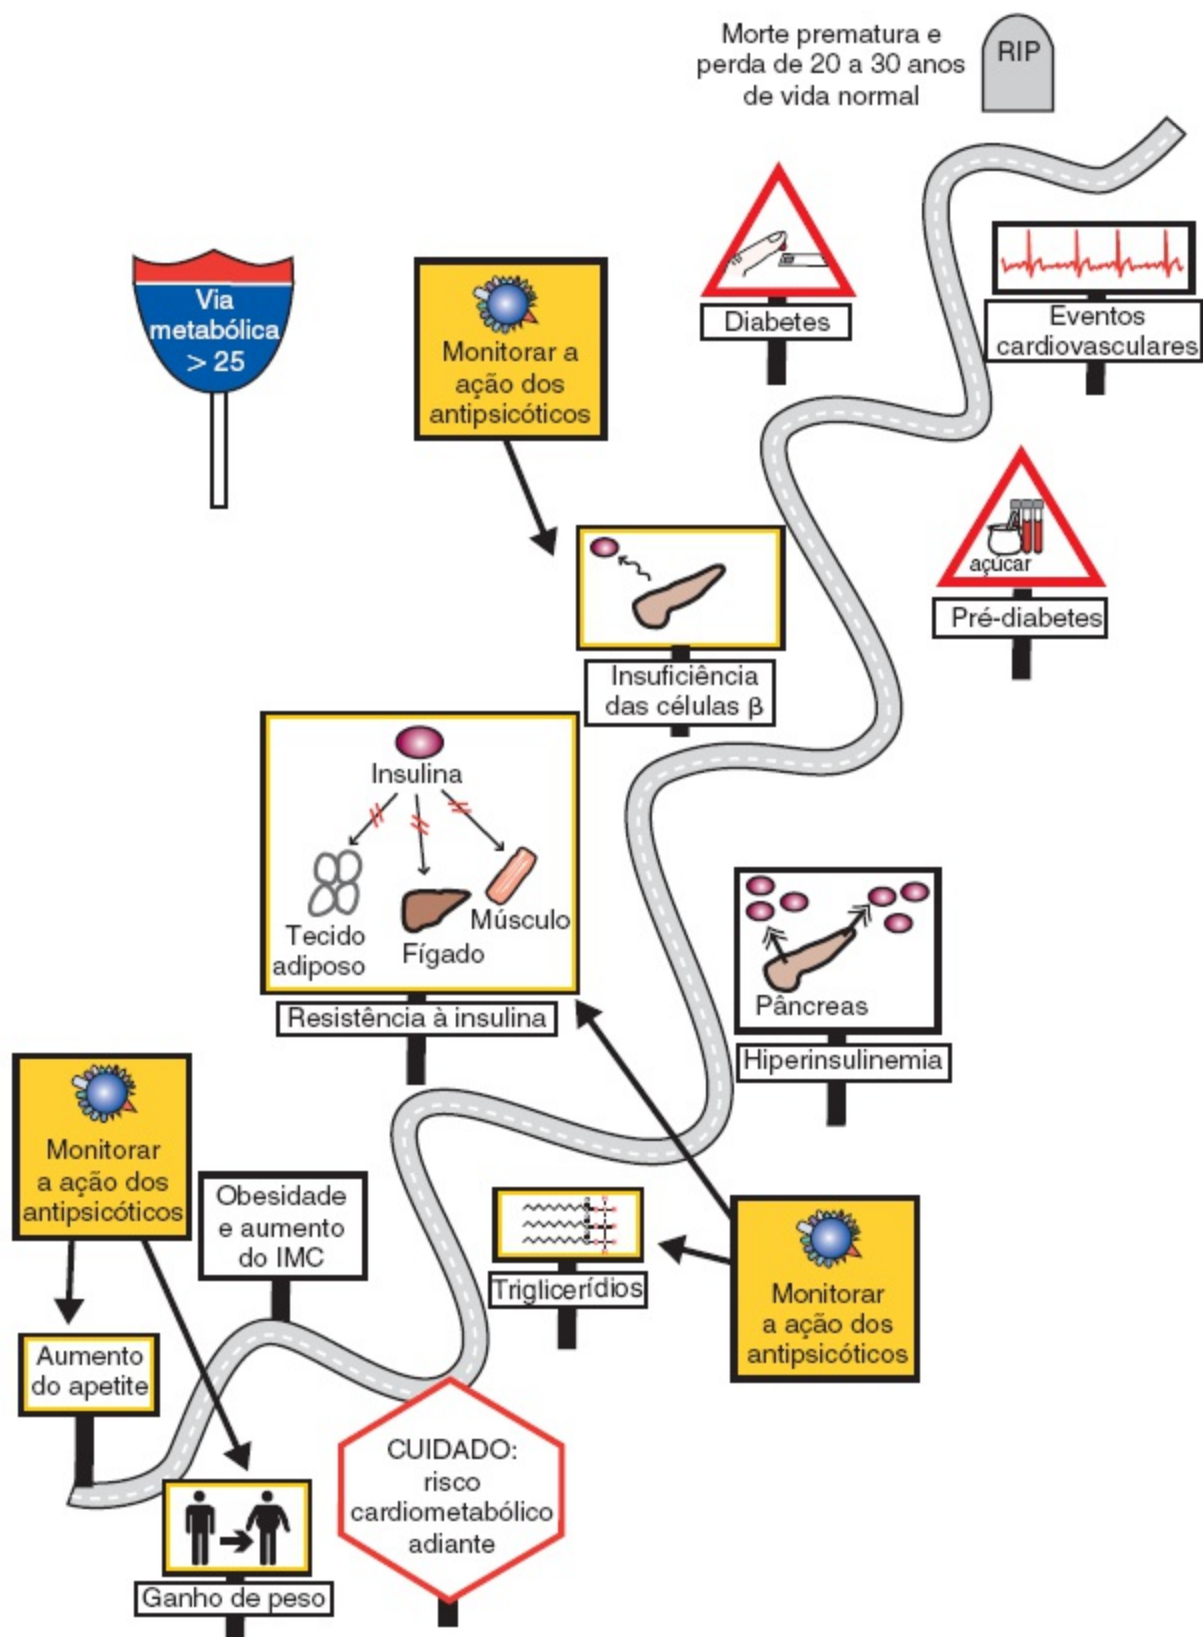 Morte prematura e
perda de 20 a 30 anos
de vida normal
RIP
Via
metabólica
> 25
Monitorar a
ação dos
antipsicóticos
Diabetes
Eventos
cardiovasculares
açúcar
Pré-diabetes
Insuficiência
das células β
Insulina
Tecido
adiposo
Fígado
Músculo
Resistência à insulina
Pâncreas
Hiperinsulinemia
Monitorar
a ação dos
antipsicóticos
Obesidade
e aumento
do IMC
Triglicerídios
Monitorar
a ação dos
antipsicóticos
Aumento
do apetite
CUIDADO:
risco
cardiometabólico
adiante
Ganho de peso